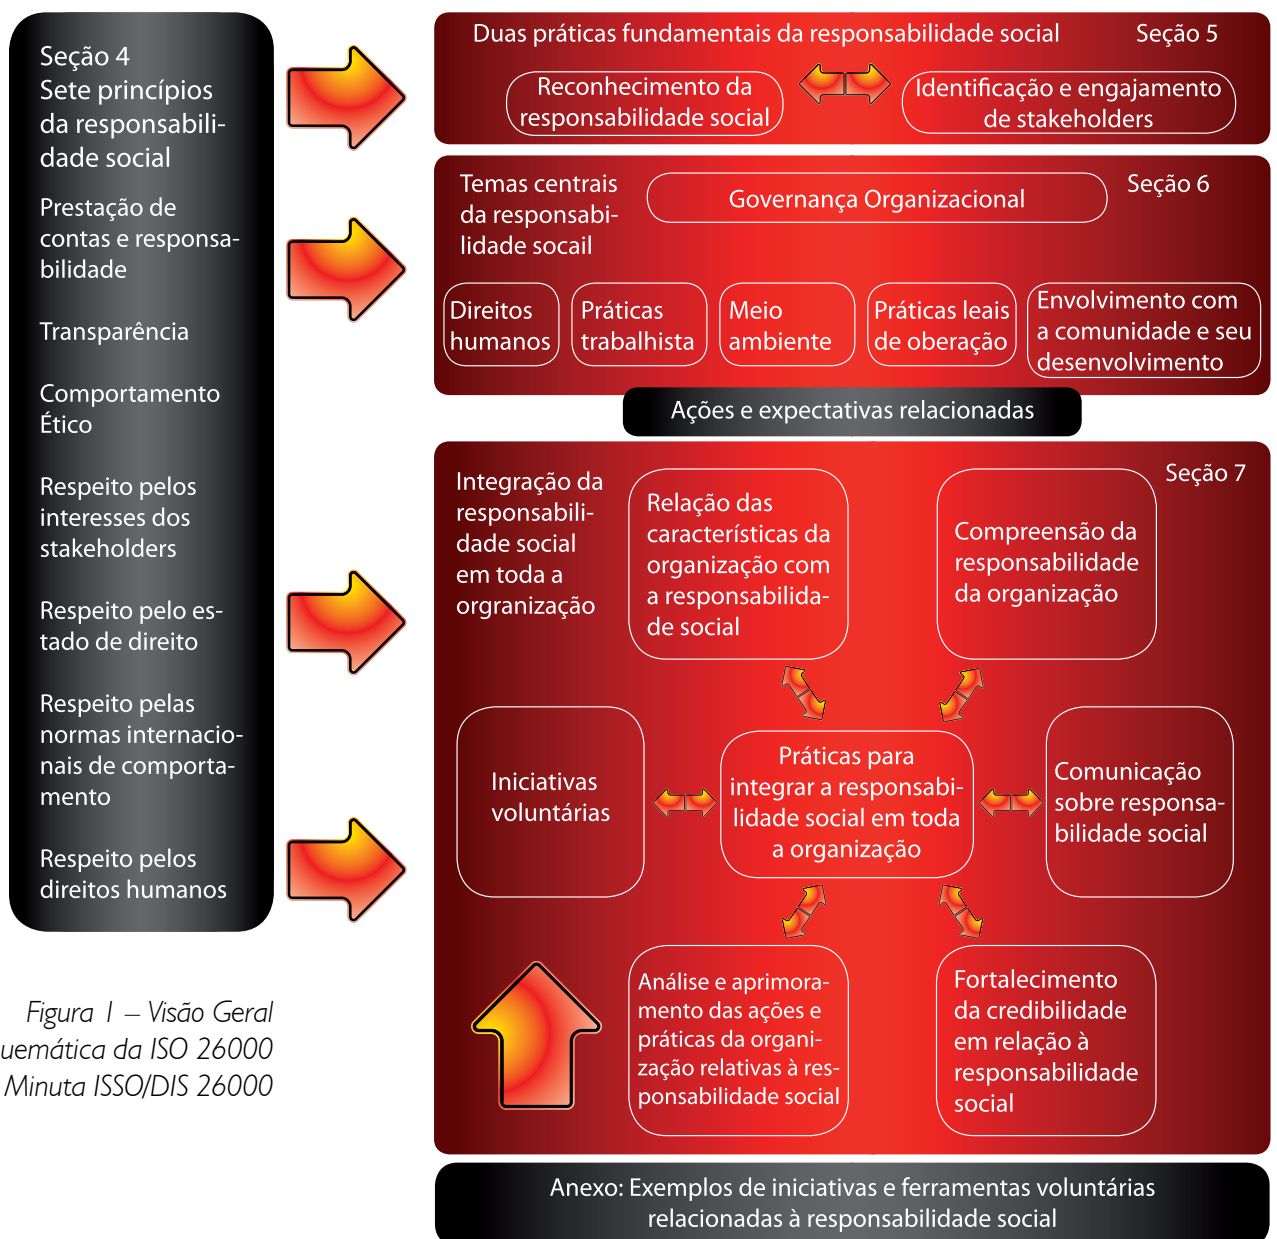 Seção 4
Sete princípios
da responsabili-
dade social
Prestação de
contas e responsa-
bilidade
Transparência
Comportamento
Ético
Respeito pelos
interesses dos
stakeholders
Respeito pelo es-
tado de direito
Respeito pelas
normas internacio-
nais de comporta-
mento
Respeito pelos
direitos humanos
Duas práticas fundamentais da responsabilidade social
Seção 5
Reconhecimento da
responsabilidade social
Identificação e engajamento
de stakeholders
Temas centrais
da responsabi-
lidade socail
Governança Organizacional
Seção 6
Direitos
humanos
Práticas
trabalhista
Meio
ambiente
Práticas leais
de oberação
Envolvimento com
a comunidade e seu
desenvolvimento
Ações e expectativas relacionadas
Integração da
responsabili-
dade social
em toda a
orgranização
Seção 7
Relação das
características da
organização com
a responsabilida-
de social
Compreensão da
responsabilidade
da organização
Iniciativas
voluntárias
Práticas para
integrar a responsabi-
lidade social em toda
a organização
Comunicação
sobre responsa-
bilidade social
Análise e aprimora-
mento das ações e
práticas da organi-
zação relativas à res-
ponsabilidade social
Fortalecimento
da credibilidade
em relação à
responsabilidade
social
Anexo: Exemplos de iniciativas e ferramentas voluntárias
relacionadas à responsabilidade social
Figura 1 – Visão Geral
uemática da ISO 26000
Minuta ISSO/DIS 26000